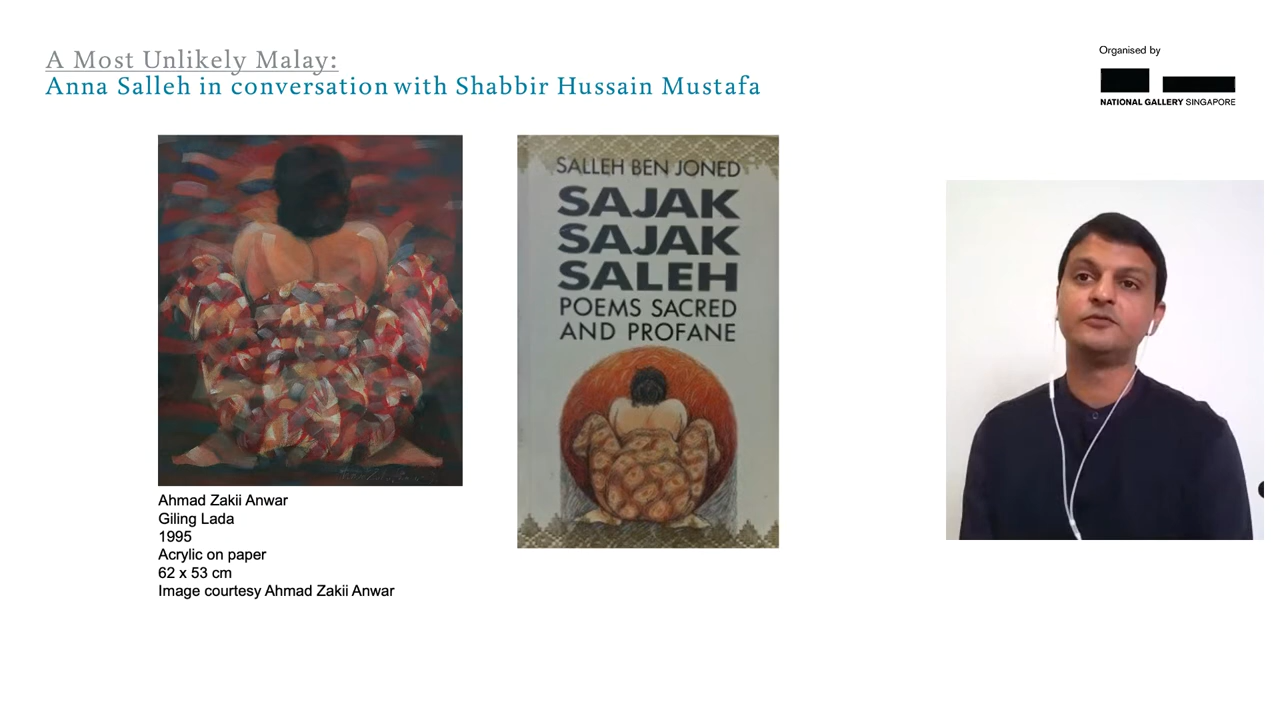 A Most Unlikely Malay:
Anna Salleh in conversation with Shabbir Hussain Mustafa
Organised by
NATIONAL GALLERY SINGAPORE
SALLEH BEN JONED
SAJAK
SAJAK
SALEH
POEMS SACRED
AND PROFANE
Ahmad Zakii Anwar
Giling Lada
1995
Acrylic on paper
62 x 53 cm
Image courtesy Ahmad Zakii Anwar